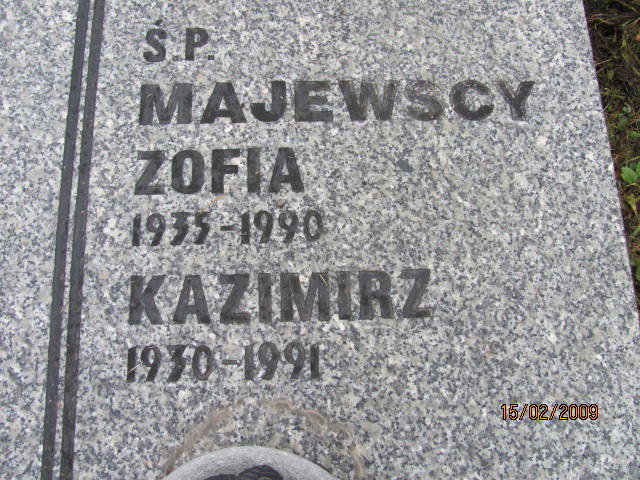 Ś.P.
MAJEWSCY
ZOFIA
1935-1990
KAZIMIRZ
1930-1991
15/02/2009